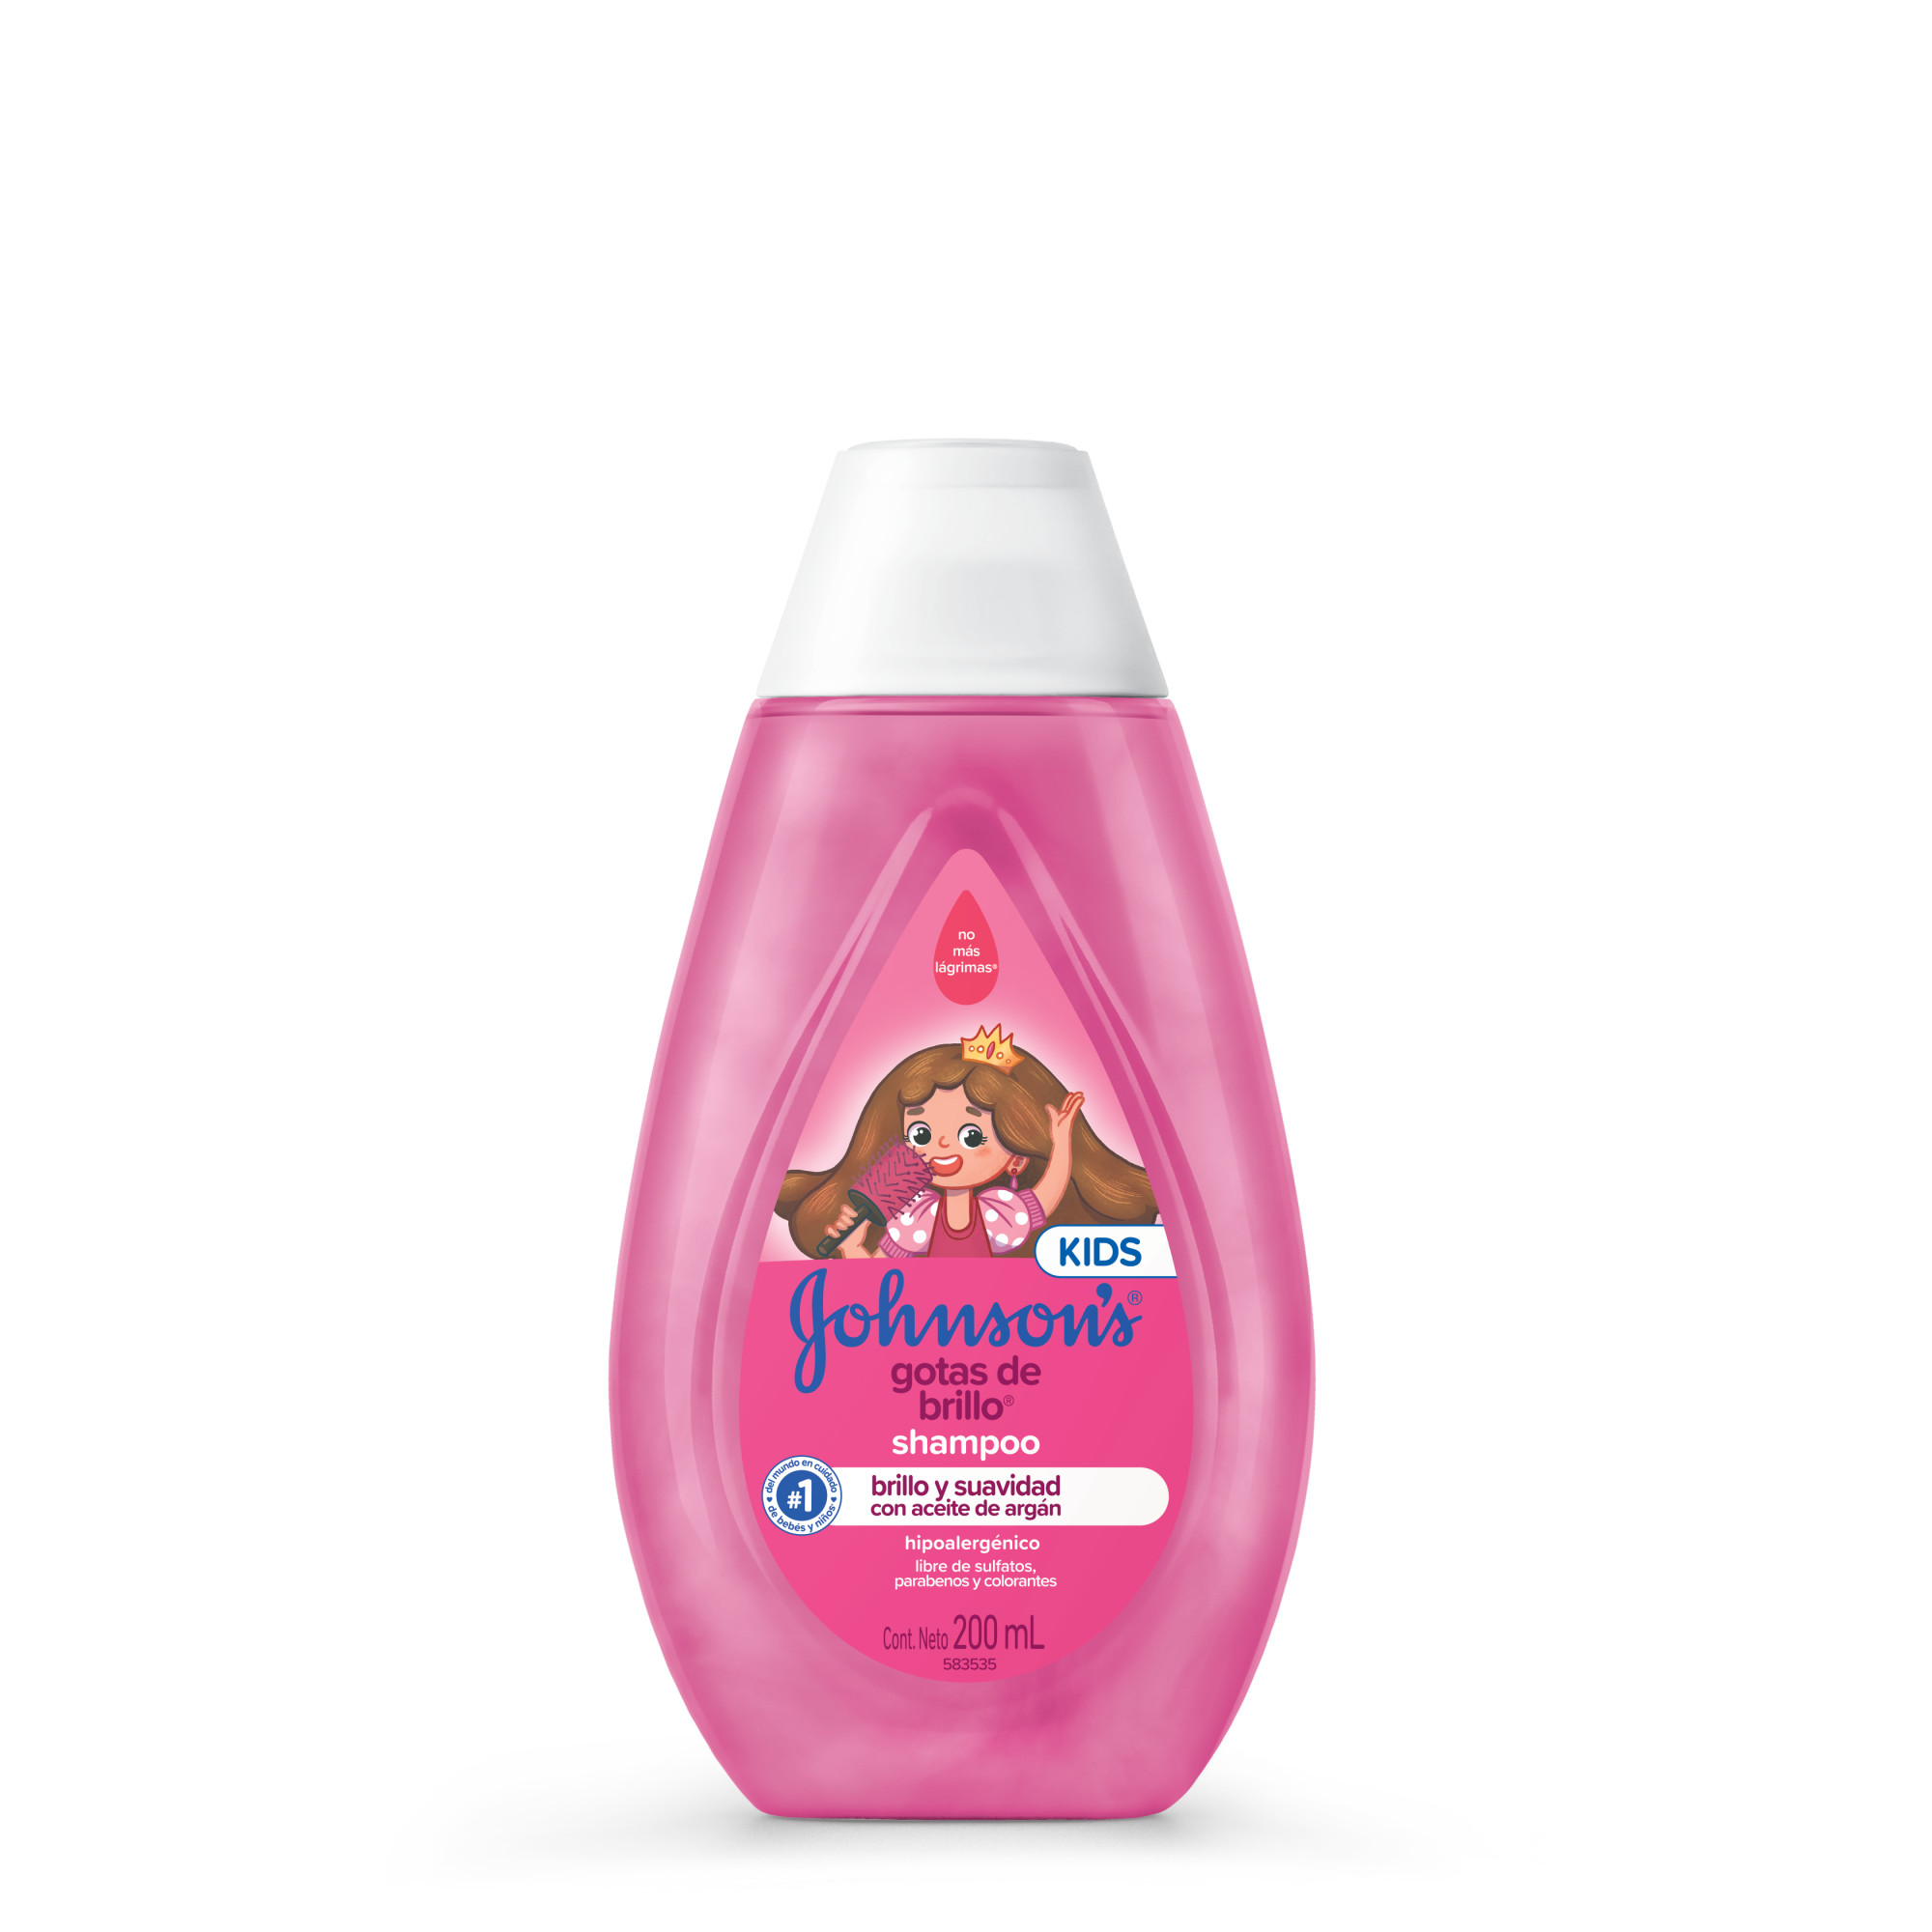 no
más
lágrimas®
KIDS
Johnson's®
gotas de
brillo®
shampoo
del mundo en cuidado
#1
de bebés y niños.
brillo y suavidad
con aceite de argán
hipoalergénico
libre de sulfatos,
parabenos y colorantes
Cont. Neto 200 mL
583535